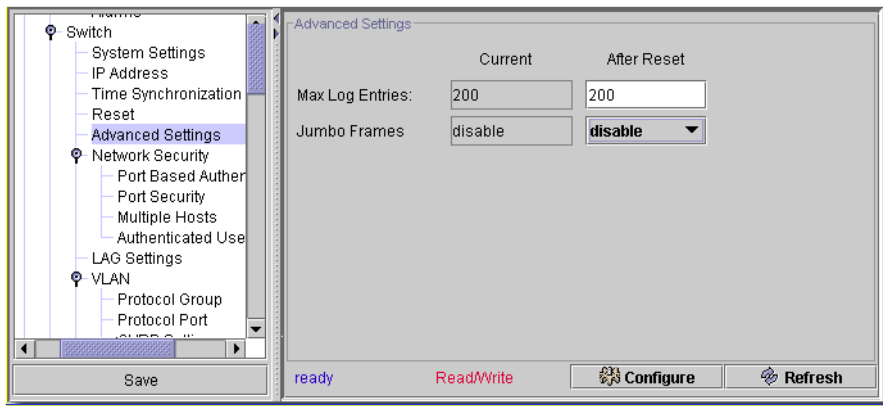 Switch
System Settings
IP Address
Time Synchronization
Reset
Advanced Settings
Network Security
Port Based Auther
Port Security
Multiple Hosts
Authenticated Use
LAG Settings
VLAN
Protocol Group
Protocol Port
Save
Advanced Settings
Current After Reset
Max Log Entries: 200 200
Jumbo Frames disable disable
ready Read/Write Configure Refresh